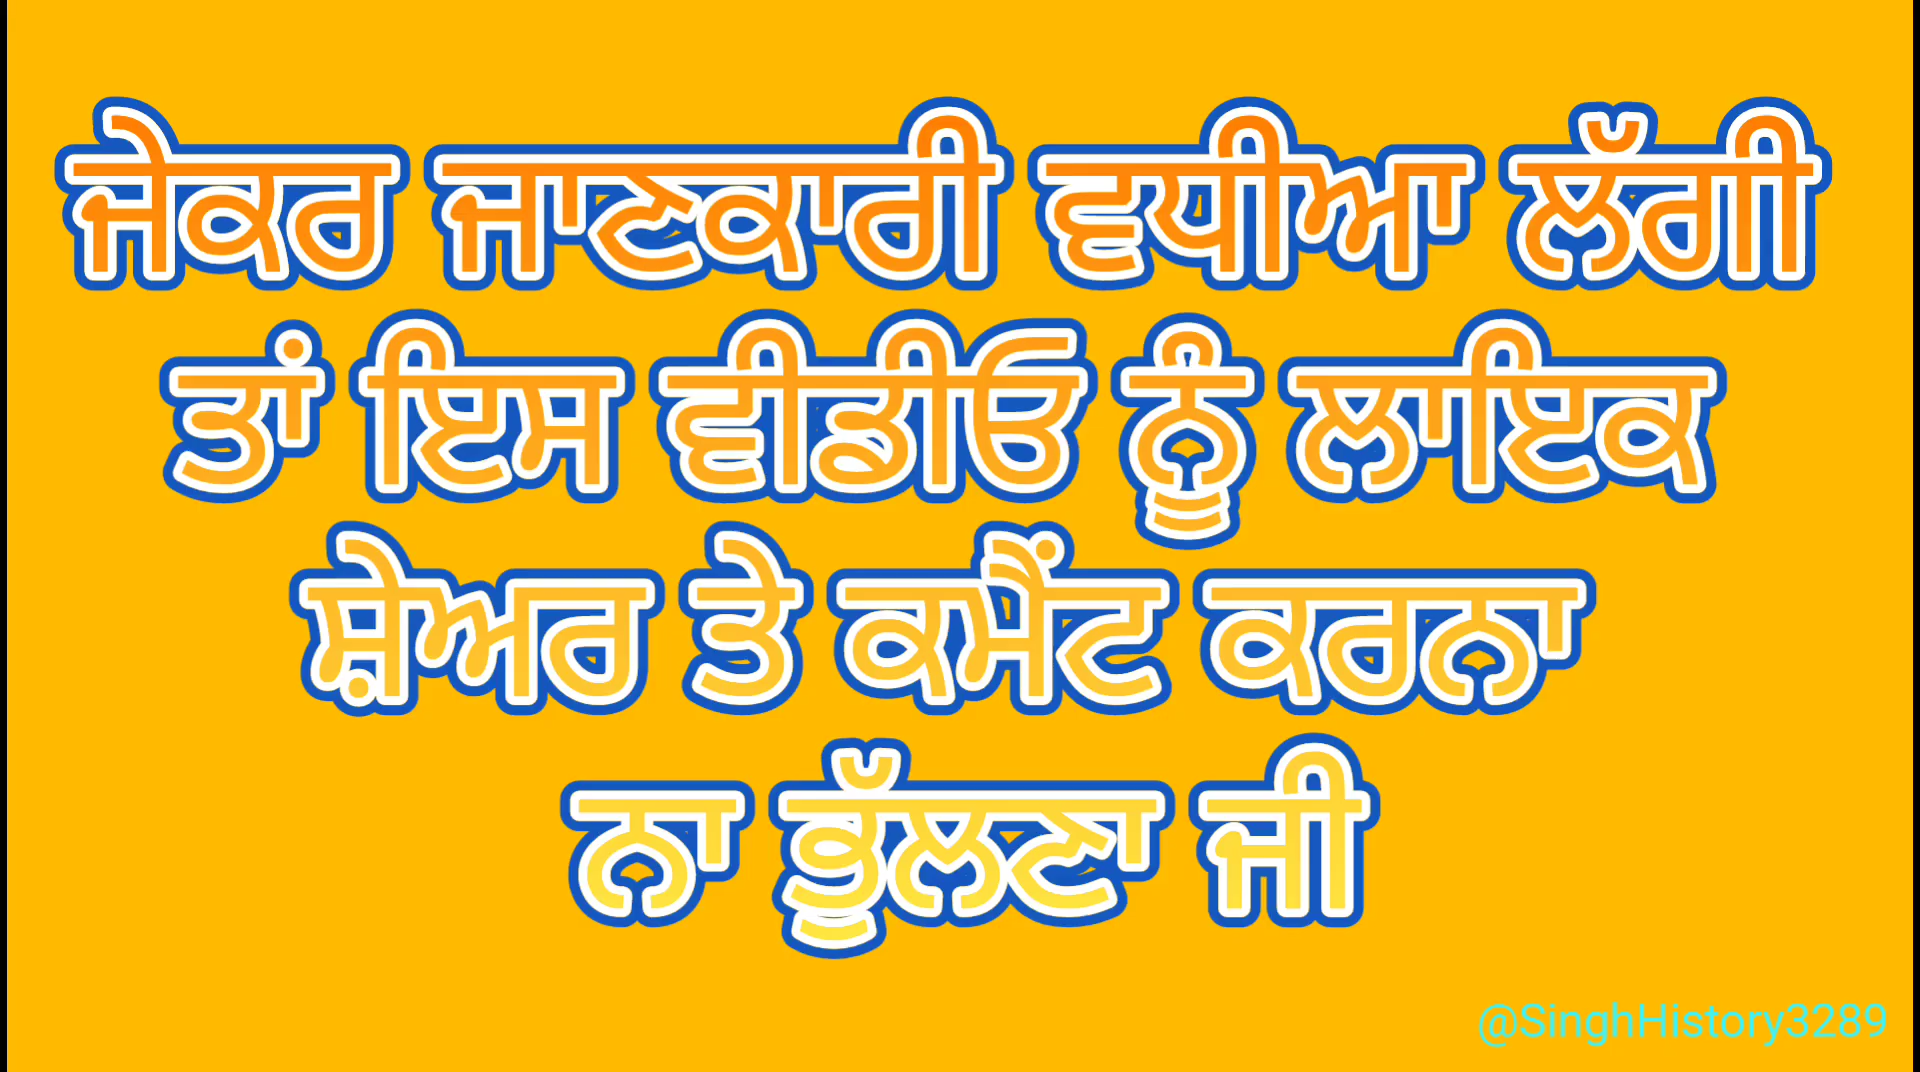 ਜੇਕਰ ਜਾਣਕਾਰੀ ਵਧੀਆ ਲੱਗੀ
ਤਾਂ ਇਸ ਵੀਡੀਓ ਨੂੰ ਲਾਇਕ
ਸ਼ੇਅਰ ਤੇ ਕਮੈਂਟ ਕਰਨਾ
ਨਾ ਭੁੱਲਣਾ ਜੀ
@SinghHistory3289